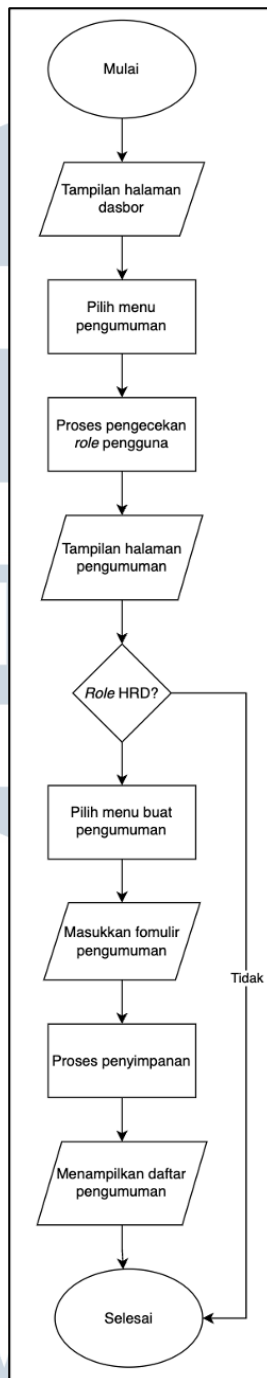 Mulai
Tampilan halaman
dasbor
Pilih menu
pengumuman
Proses pengecekan
role pengguna
Tampilan halaman
pengumuman
Role HRD?
Pilih menu buat
pengumuman
Masukkan fomulir
pengumuman
Tidak
Proses penyimpanan
Menampilkan daftar
pengumuman
Selesai